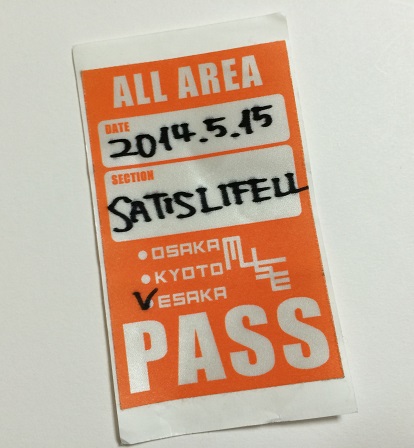 ALL AREA
DATE
2014.5.15
SECTION
SATISLIFELL
•OSAKA MUSE
•KYOTO
✓ESAKA
PASS